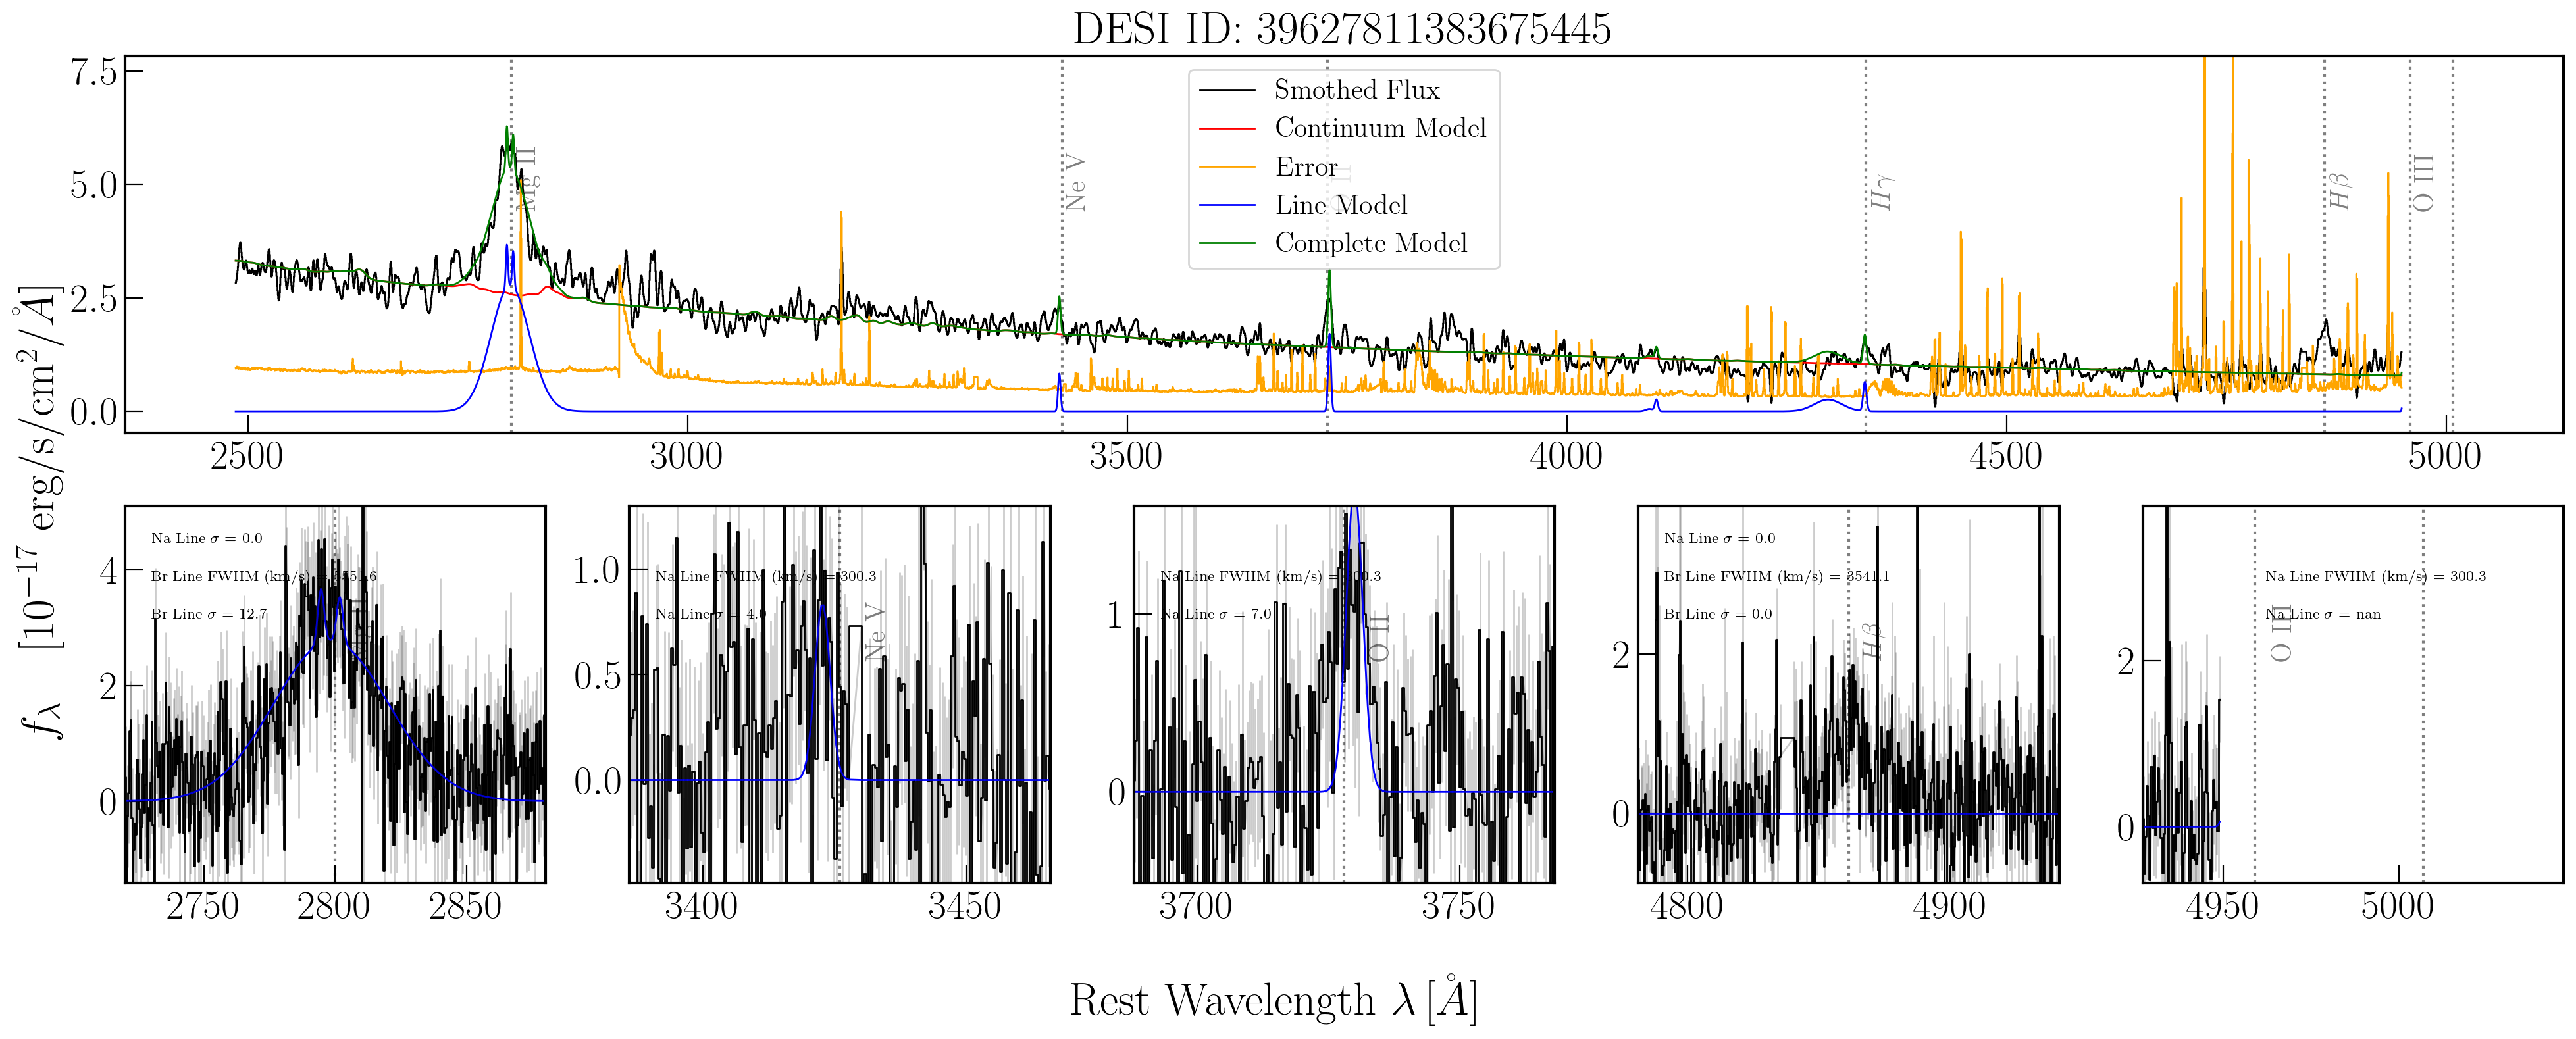 DESI ID: 39627811383675445
7.5
5.0
2.5
0.0
Smothed Flux
Continuum Model
Error
Line Model
Complete Model
Mg II
Ne V
Hγ
Hβ
O III
2500 3000 3500 4000 4500 5000
f_λ [10^{-17} erg/s/cm^2/Å]
Na Line σ = 0.0
Br Line FWHM (km/s)
Br Line σ = 12.7
4
2
0
2750 2800 2850
Na Line FWHM (km/s) = 300.3
Na Line σ = 4.0
Ne V
1.0
0.5
0.0
3400 3450
Na Line FWHM (km/s) = 300.3
Na Line σ = 7.0
O II
1
0
3700 3750
Na Line σ = 0.0
Br Line FWHM (km/s) = 3541.1
Br Line σ = 0.0
Hβ
2
0
4800 4900
Na Line FWHM (km/s) = 300.3
Na Line σ = nan
O III
2
0
4950 5000
Rest Wavelength λ [Å]